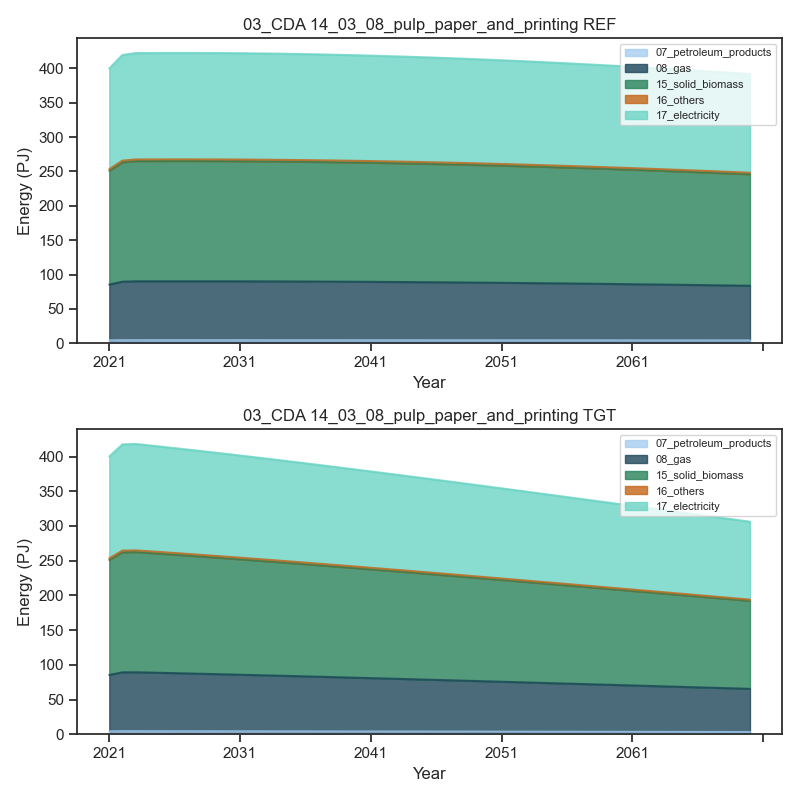 03_CDA 14_03_08_pulp_paper_and_printing REF
400
350
300
250
200
150
100
50
0
Energy (PJ)
07_petroleum_products
08_gas
15_solid_biomass
16_others
17_electricity
2021 2031 2041 2051 2061
Year
03_CDA 14_03_08_pulp_paper_and_printing TGT
400
350
300
250
200
150
100
50
0
Energy (PJ)
07_petroleum_products
08_gas
15_solid_biomass
16_others
17_electricity
2021 2031 2041 2051 2061
Year